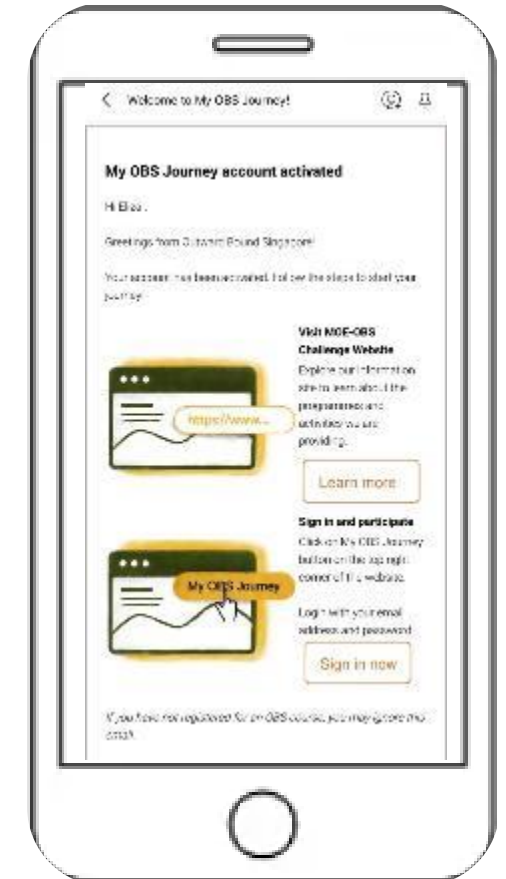 Welcome to My OBS Journey!
My OBS Journey account activated
Hi Eliza,
Greetings from Outward Bound Singapore!
Your account has been activated. Follow the steps to start your
journey!
Visit MOE-OBS
Challenge Website
Explore our information
site to learn about the
programmes and
activities we are
providing.
https://www...
Learn more
Sign in and participate
Click on My OBS Journey
button on the top right
corner of the website.
My OBS Journey
Login with your email
address and password
Sign in now
If you have not registered for an OBS course, you may ignore this
email.